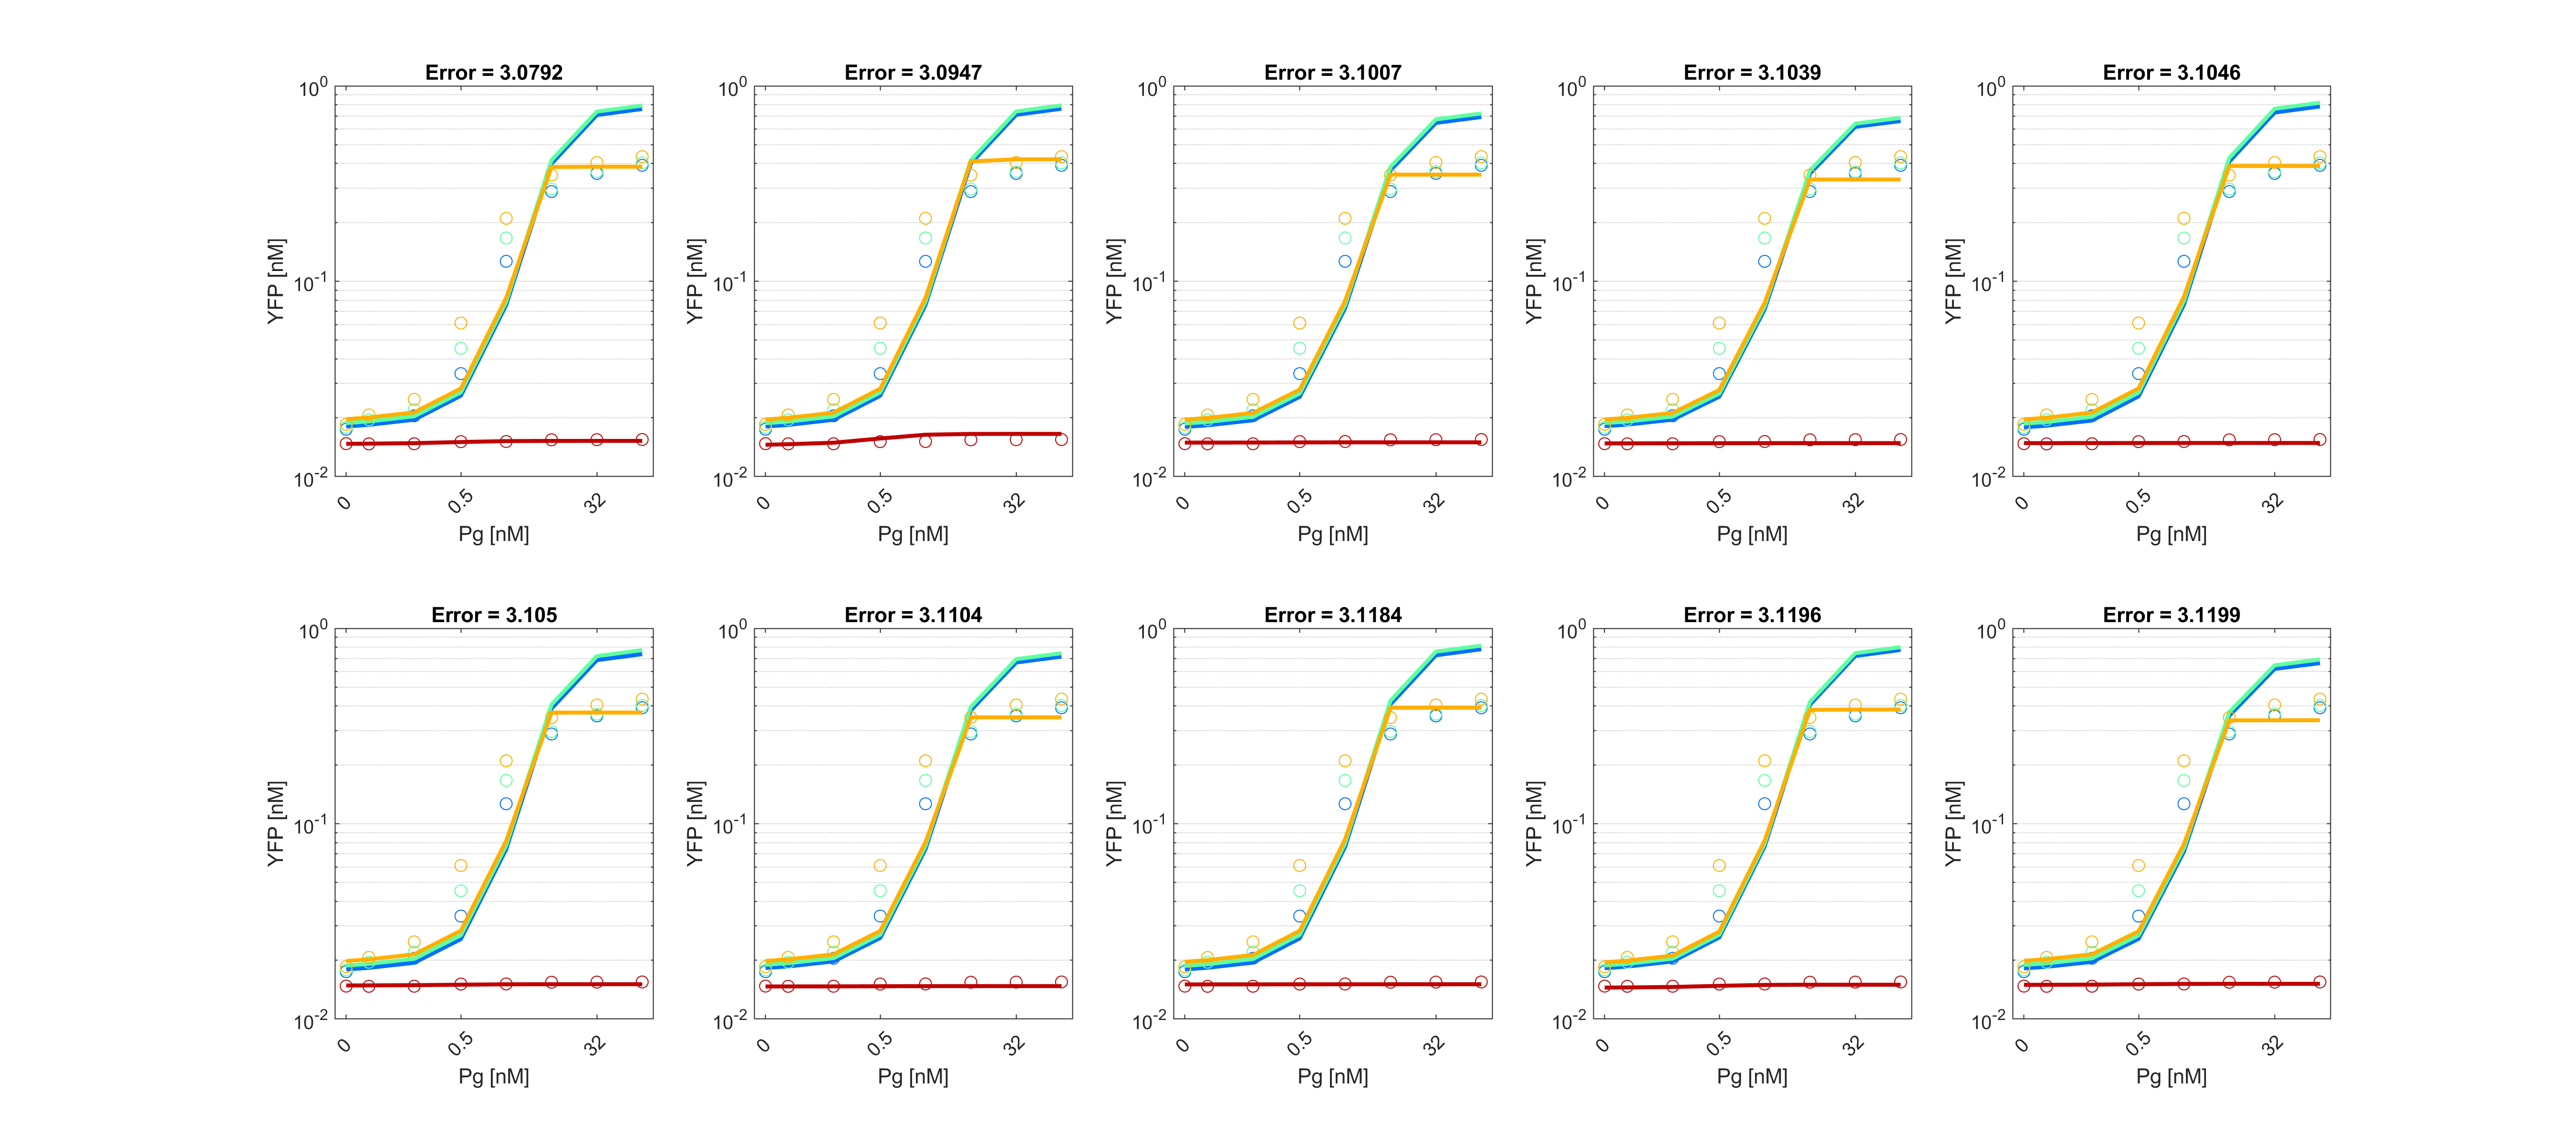 Error = 3.0792
Error = 3.0947
Error = 3.1007
Error = 3.1039
Error = 3.1046
10^0
10^-1
10^-2
YFP [nM]
0
0.5
32
Pg [nM]
10^0
10^-1
10^-2
YFP [nM]
0
0.5
32
Pg [nM]
10^0
10^-1
10^-2
YFP [nM]
0
0.5
32
Pg [nM]
10^0
10^-1
10^-2
YFP [nM]
0
0.5
32
Pg [nM]
10^0
10^-1
10^-2
YFP [nM]
0
0.5
32
Pg [nM]
Error = 3.105
Error = 3.1104
Error = 3.1184
Error = 3.1196
Error = 3.1199
10^0
10^-1
10^-2
YFP [nM]
0
0.5
32
Pg [nM]
10^0
10^-1
10^-2
YFP [nM]
0
0.5
32
Pg [nM]
10^0
10^-1
10^-2
YFP [nM]
0
0.5
32
Pg [nM]
10^0
10^-1
10^-2
YFP [nM]
0
0.5
32
Pg [nM]
10^0
10^-1
10^-2
YFP [nM]
0
0.5
32
Pg [nM]